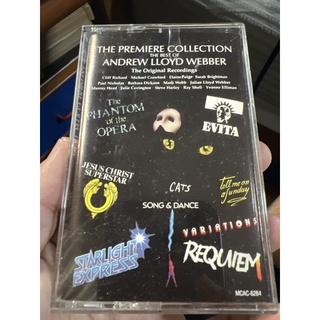 THE PREMIERE COLLECTION
THE BEST OF
ANDREW LLOYD WEBBER
The Original Recordings
Cliff Richard Michael Crawford Elaine Paige Sarah Brightman
Paul Nicholas Barbara Dickson Marti Webb Julian Lloyd Webber
Murray Head Julie Covington Steve Harley Ray Shell Yvonne Elliman
The
PHANTOM
of the
OPERA
EVITA
JESUS CHRIST
SUPERSTAR
CATS
tell me on
a sunday
SONG & DANCE
STARLIGHT
EXPRESS
VARIATIONS
REQUIEM
MCAC-6284